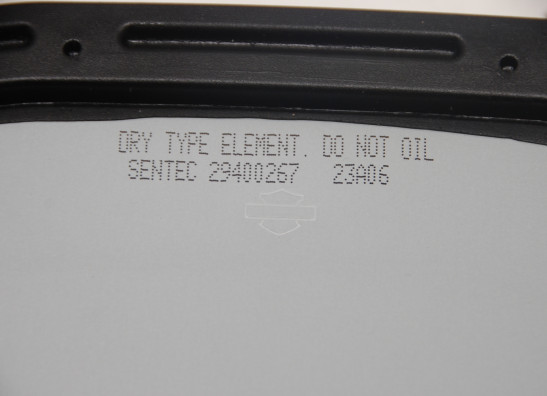 DRY TYPE ELEMENT. DO NOT OIL
SENTEC 29400267 23A06